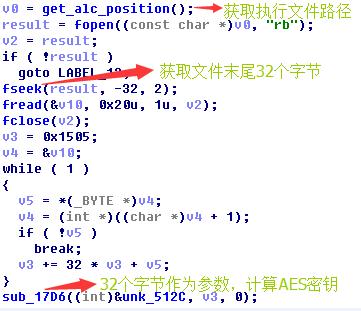 v0 = get_alc_position(); 获取执行文件路径
result = fopen((const char *)v0, "rb");
v2 = result;
if ( !result )
goto LABEL_18;
fseek(result, -32, 2); 获取文件末尾32个字节
fread(&v10, 0x20u, 1u, v2);
fclose(v2);
v3 = 0x1505;
v4 = &v10;
while ( 1 )
{
v5 = *(_BYTE *)v4;
v4 = (int *)((char *)v4 + 1);
if ( !v5 )
break;
v3 += 32 * v3 + v5;
}
32个字节作为参数，计算AES密钥
sub_17D6((int)&unk_512C, v3, 0);